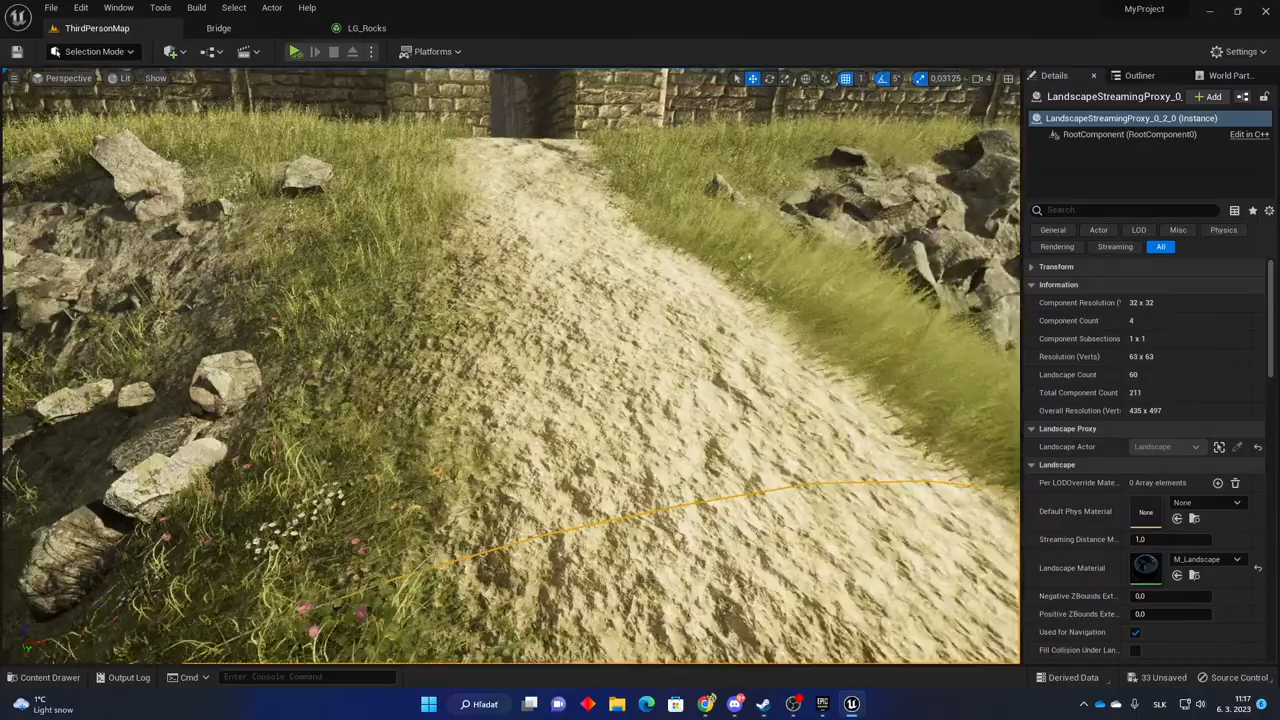 File Edit Window Tools Build Select Actor Help
MyProject
ThirdPersonMap Bridge LG_Rocks
Selection Mode Platforms Settings
Perspective Lit Show 1 5° 0,03125 4
Details Outliner World Part...
LandscapeStreamingProxy_0_ Add
LandscapeStreamingProxy_0_2_0 (Instance)
RootComponent (RootComponent0) Edit in C++
Search
General Actor LOD Misc Physics
Rendering Streaming All
Transform
Information
Component Resolution ( 32 x 32
Component Count 4
Component Subsections 1 x 1
Resolution (Verts) 63 x 63
Landscape Count 60
Total Component Count 211
Overall Resolution (Vert 435 x 497
Landscape Proxy
Landscape Actor Landscape
Landscape
Per LODOverride Mate... 0 Array elements
Default Phys Material None None
Streaming Distance M... 1,0
Landscape Material M_Landscape
Negative ZBounds Ext... 0,0
Positive ZBounds Exte... 0,0
Used for Navigation
Fill Collision Under Lan...
Content Drawer Output Log Cmd Enter Console Command Derived Data 33 Unsaved Source Control
1°C
Light snow
Hľadať
SLK
11:17
6. 3. 2023